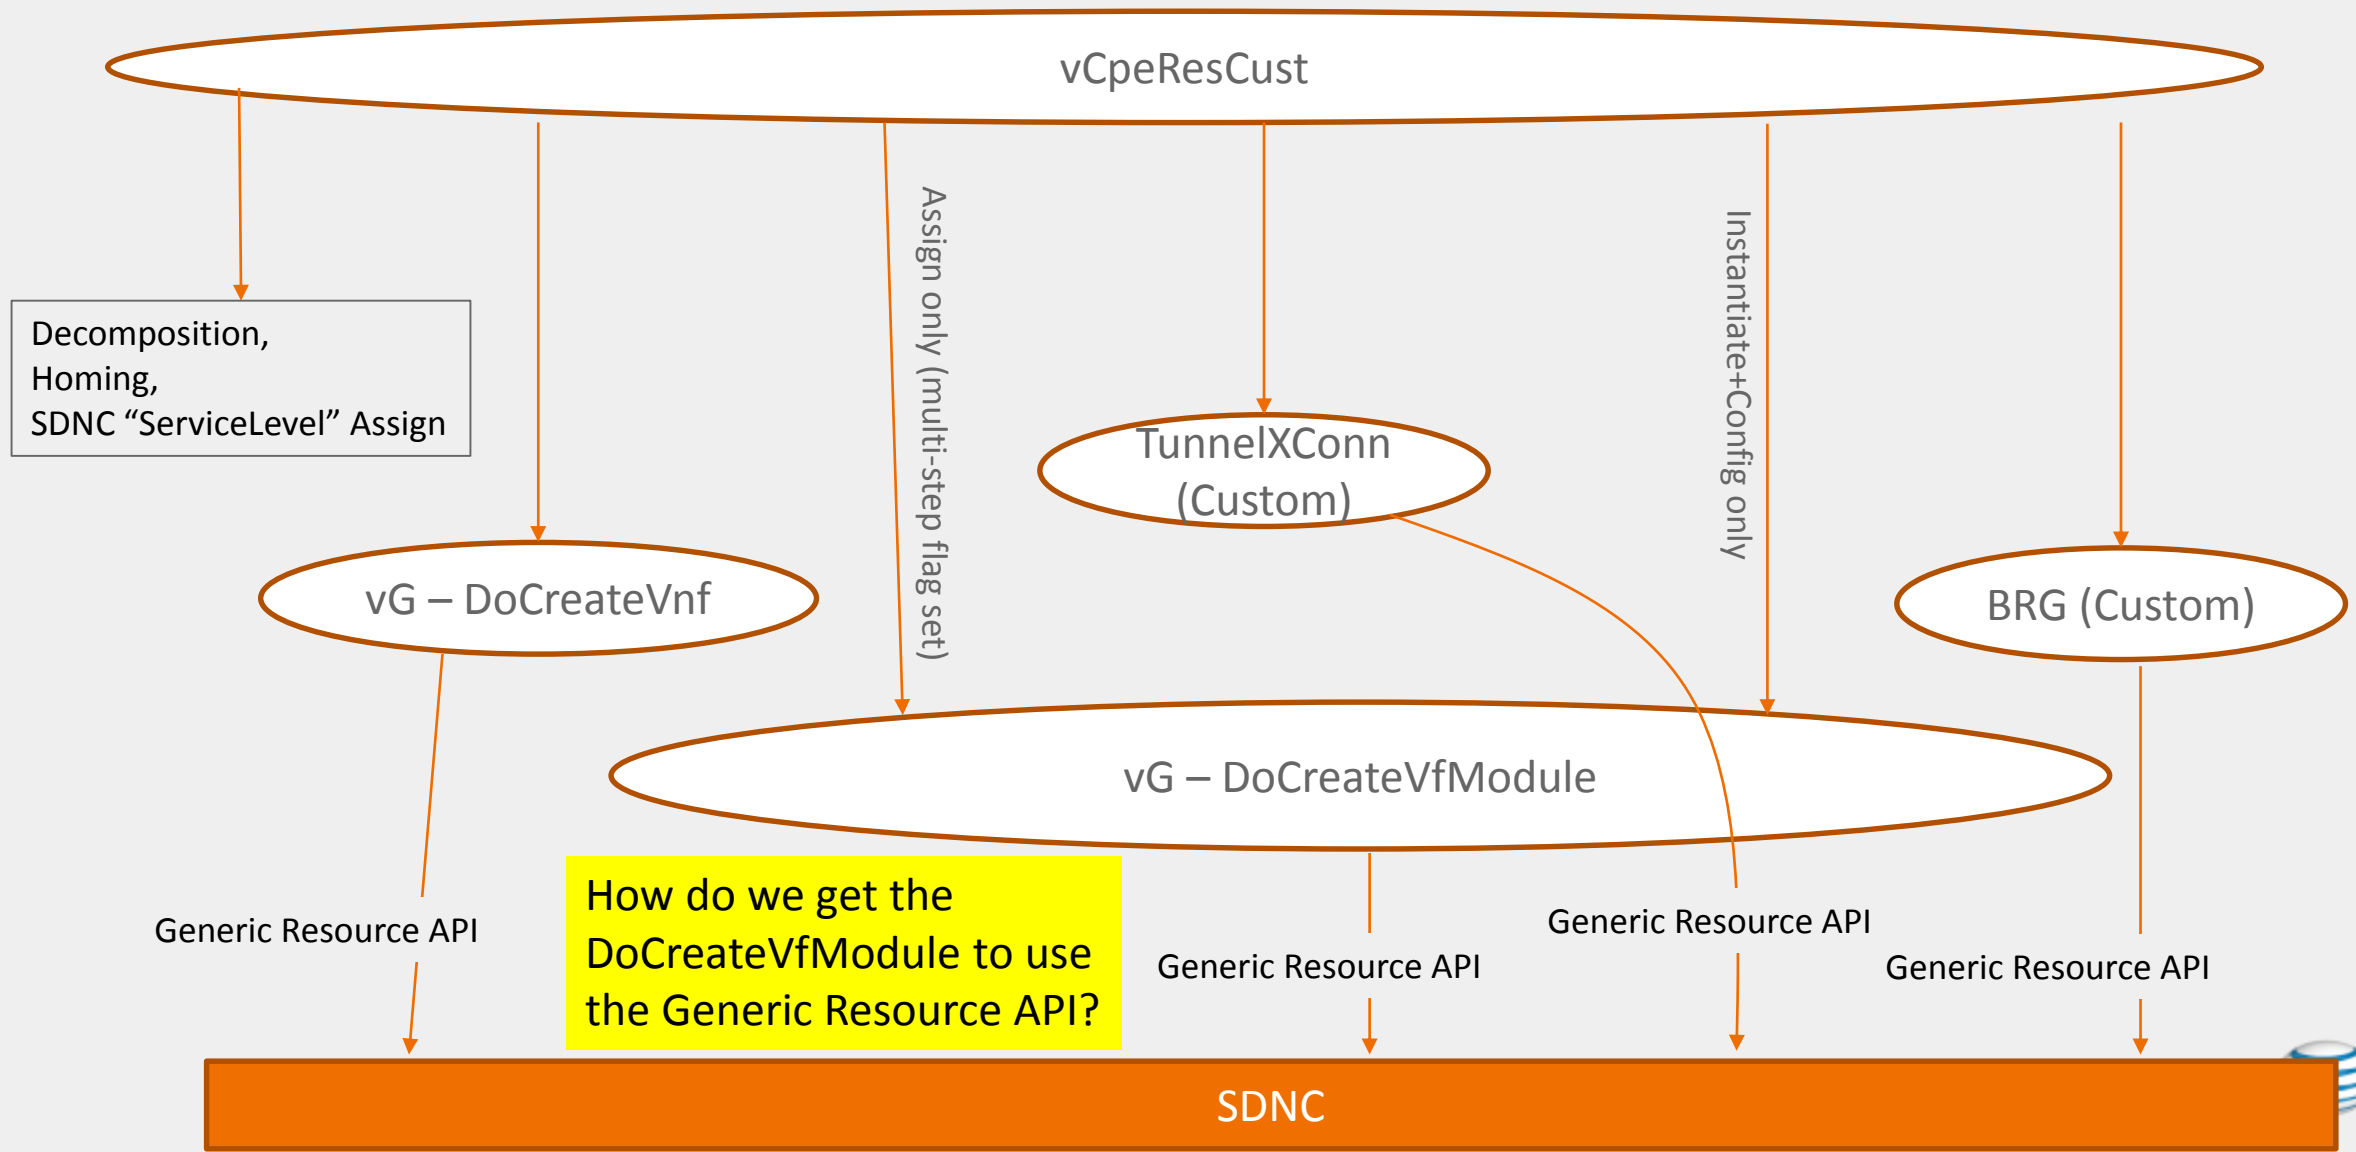 vCpeResCust
Assign only (multi-step flag set)
Instantiate+Config only
Decomposition,
Homing,
SDNC “ServiceLevel” Assign
TunnelXConn
(Custom)
vG – DoCreateVnf
BRG (Custom)
vG – DoCreateVfModule
How do we get the
DoCreateVfModule to use
the Generic Resource API?
Generic Resource API
Generic Resource API
Generic Resource API
Generic Resource API
SDNC